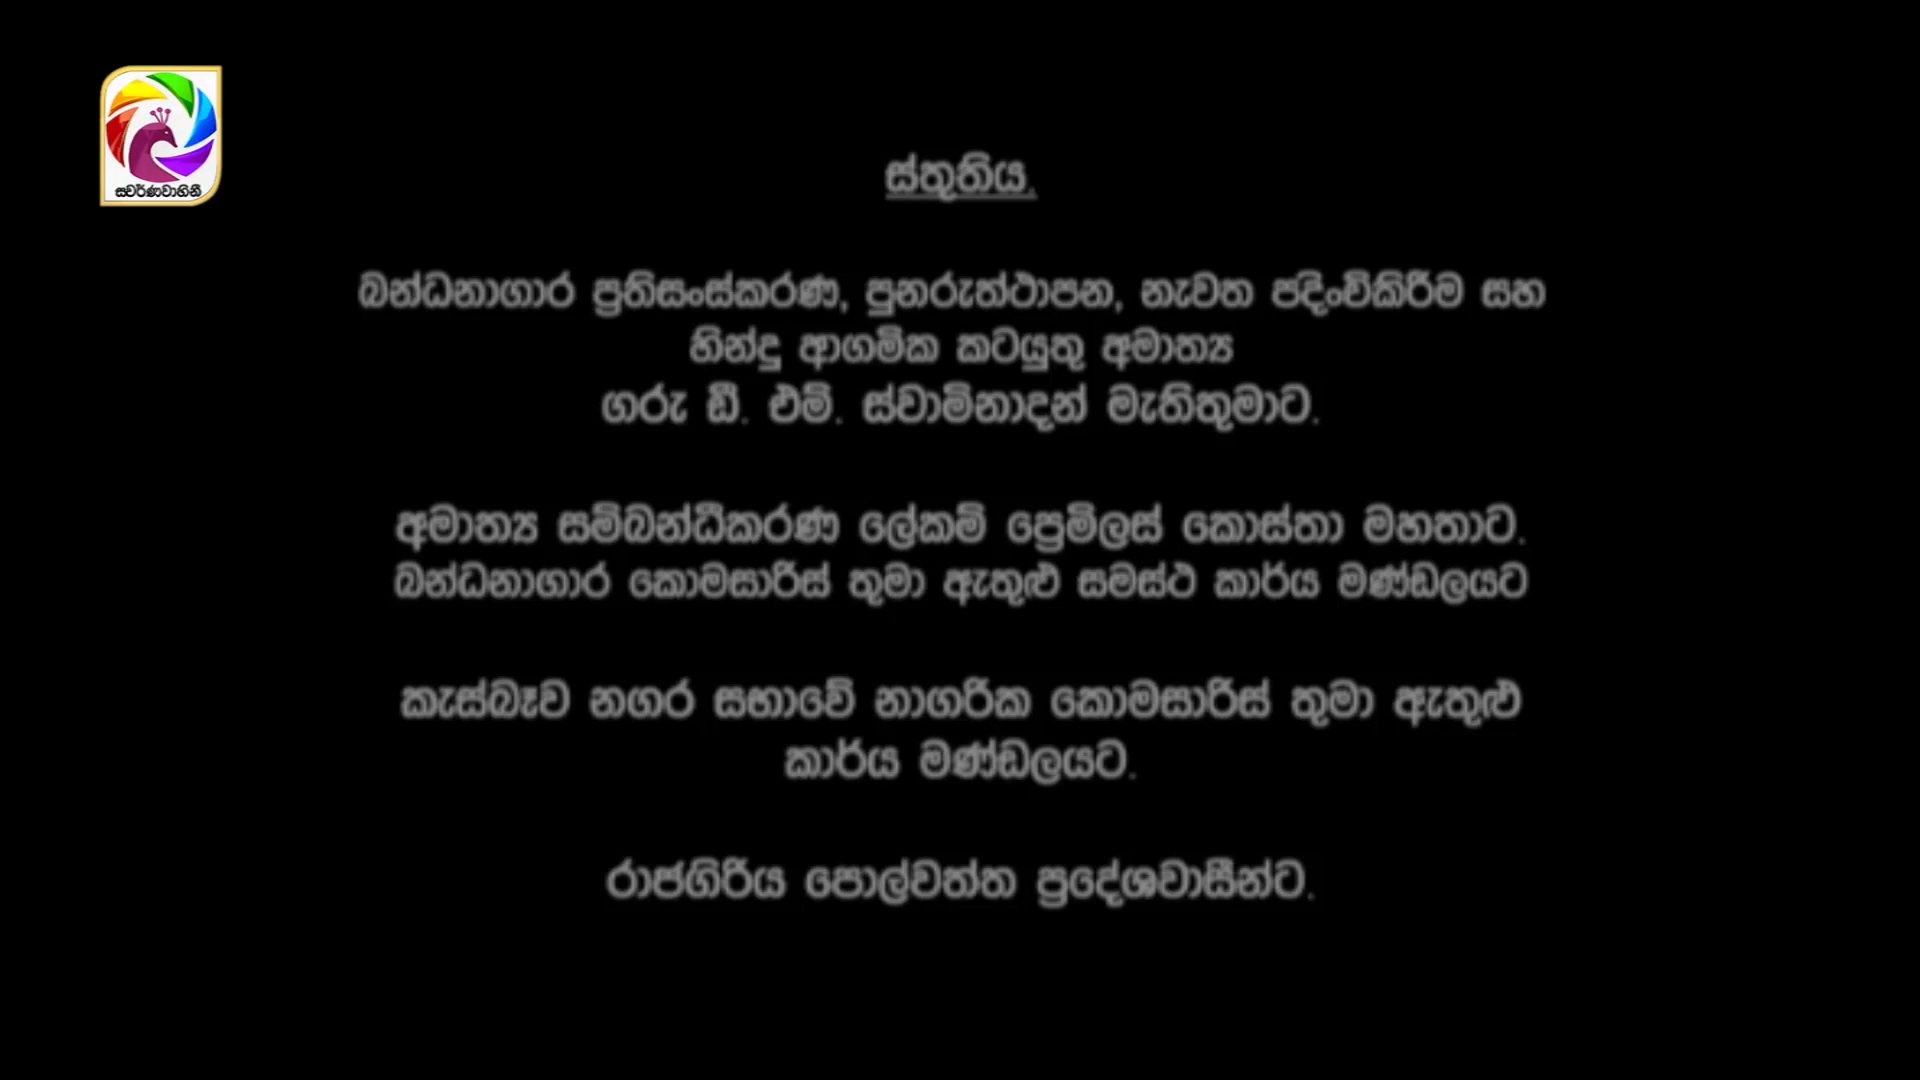 ස්වර්ණවාහිනී
ස්තූතිය.
බන්ධනාගාර ප්‍රතිසංස්කරණ, පුනරුත්ථාපන, නැවත පදිංචිකිරීම සහ
හින්දු ආගමික කටයුතු අමාත්‍ය
ගරු ඩී. එම්. ස්වාමිනාදන් මැතිතුමාට.
අමාත්‍ය සම්බන්ධීකරණ ලේකම් ප්‍රෙමිලස් කොස්තා මහතාට.
බන්ධනාගාර කොමසාරිස් තුමා ඇතුළු සමස්ථ කාර්ය මණ්ඩලයට
කැස්බෑව නගර සභාවේ නාගරික කොමසාරිස් තුමා ඇතුළු
කාර්ය මණ්ඩලයට.
රාජගිරිය පොල්වත්ත ප්‍රදේශවාසීන්ට.